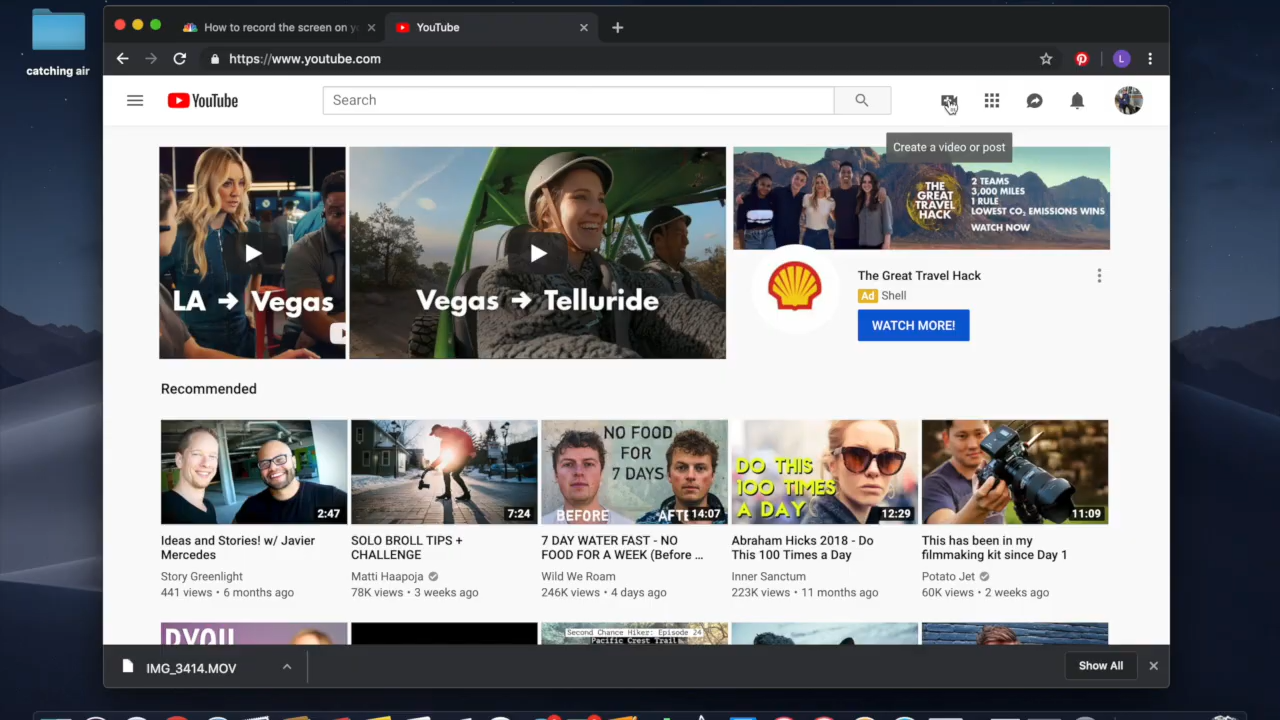 catching air
How to record the screen on y
YouTube
https://www.youtube.com
YouTube
Search
Create a video or post
LA → Vegas
Vegas → Telluride
THE
GREAT
TRAVEL
HACK
2 TEAMS
3,000 MILES
1 RULE
LOWEST CO₂ EMISSIONS WINS
WATCH NOW
The Great Travel Hack
Ad Shell
WATCH MORE!
Recommended
2:47
7:24
NO FOOD
FOR
7 DAYS
BEFORE
AFTE
14:07
DO THIS
100 TIMES
A DAY
12:29
11:09
Ideas and Stories! w/ Javier
Mercedes
Story Greenlight
441 views • 6 months ago
SOLO BROLL TIPS +
CHALLENGE
Matti Haapoja
78K views • 3 weeks ago
7 DAY WATER FAST - NO
FOOD FOR A WEEK (Before ...
Wild We Roam
246K views • 4 days ago
Abraham Hicks 2018 - Do
This 100 Times a Day
Inner Sanctum
223K views • 11 months ago
This has been in my
filmmaking kit since Day 1
Potato Jet
60K views • 2 weeks ago
Second Chance Hiker: Episode 24
Pacific Crest Trail
IMG_3414.MOV
Show All
L